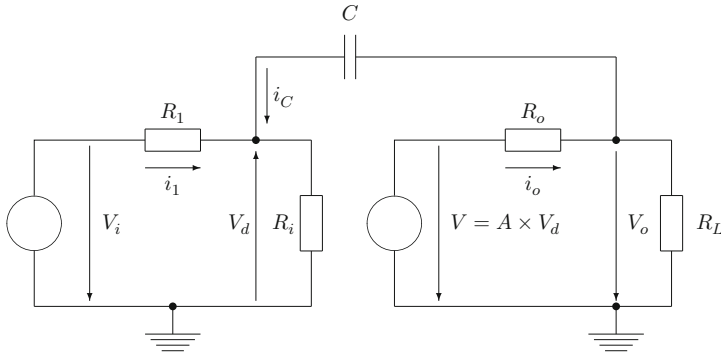 C
i_C
R_1
R_o
i_1
i_o
V_i
V_d
R_i
V = A × V_d
V_o
R_L